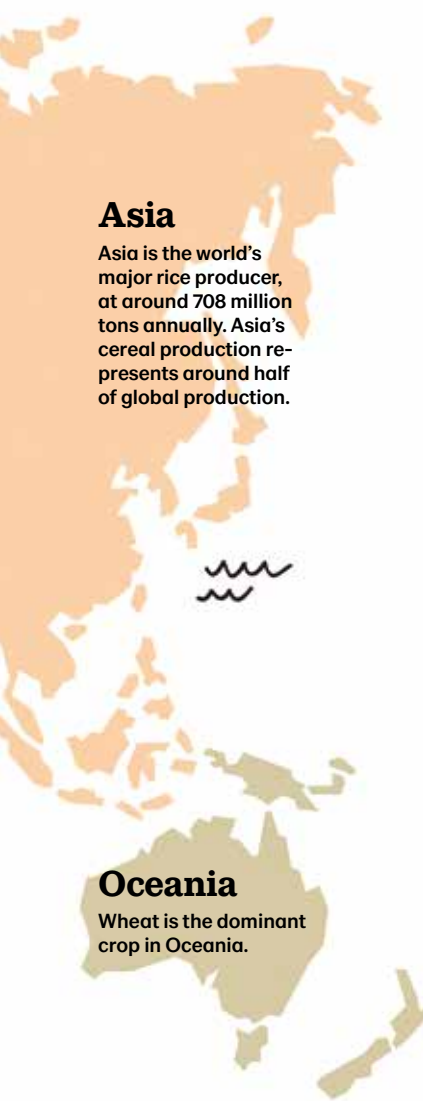 Asia
Asia is the world’s
major rice producer,
at around 708 million
tons annually. Asia’s
cereal production re-
presents around half
of global production.
Oceania
Wheat is the dominant
crop in Oceania.